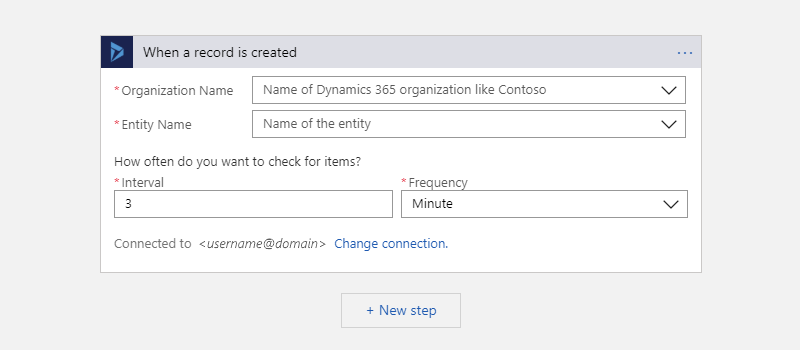 When a record is created
...
* Organization Name Name of Dynamics 365 organization like Contoso
* Entity Name Name of the entity
How often do you want to check for items?
* Interval * Frequency
3 Minute
Connected to <username@domain> Change connection.
+ New step